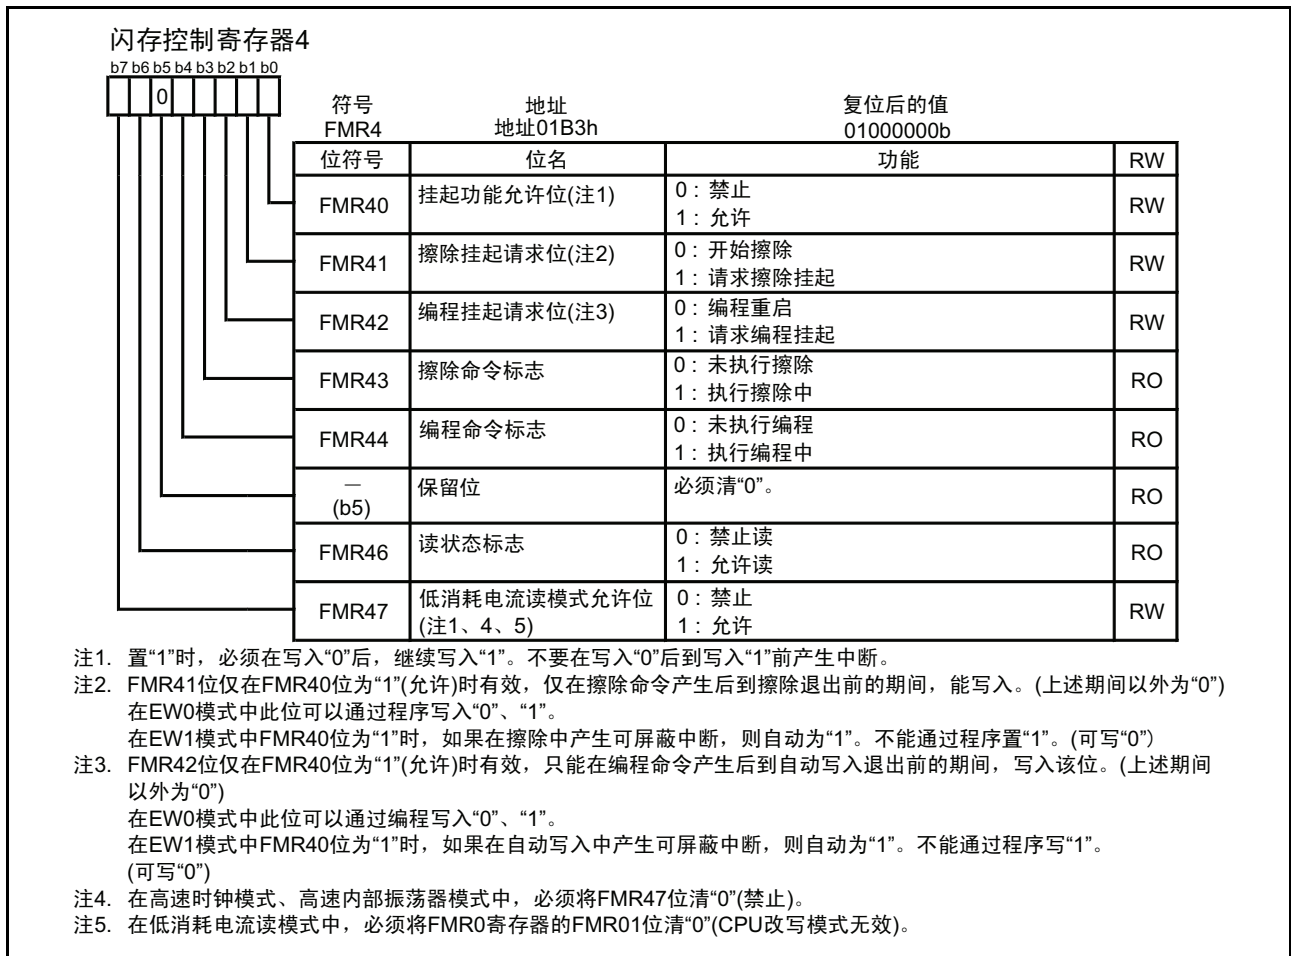 闪存控制寄存器4
b7 b6 b5 b4 b3 b2 b1 b0
0
符号 地址 复位后的值
FMR4 地址01B3h 01000000b
位符号 位名 功能 RW
FMR40 挂起功能允许位(注1) 0：禁止 RW
1：允许
FMR41 擦除挂起请求位(注2) 0：开始擦除 RW
1：请求擦除挂起
FMR42 编程挂起请求位(注3) 0：编程重启 RW
1：请求编程挂起
FMR43 擦除命令标志 0：未执行擦除 RO
1：执行擦除中
FMR44 编程命令标志 0：未执行编程 RO
1：执行编程中
— 保留位 必须清“0”。 RO
(b5)
FMR46 读状态标志 0：禁止读 RO
1：允许读
FMR47 低消耗电流读模式允许位 0：禁止 RW
(注1、4、5) 1：允许
注1. 置“1”时，必须在写入“0”后，继续写入“1”。不要在写入“0”后到写入“1”前产生中断。
注2. FMR41位仅在FMR40位为“1”(允许)时有效，仅在擦除命令产生后到擦除退出前的期间，能写入。(上述期间以外为“0”)
在EW0模式中此位可以通过程序写入“0”、“1”。
在EW1模式中FMR40位为“1”时，如果在擦除中产生可屏蔽中断，则自动为“1”。不能通过程序置“1”。(可写“0”)
注3. FMR42位仅在FMR40位为“1”(允许)时有效，只能在编程命令产生后到自动写入退出前的期间，写入该位。(上述期间
以外为“0”)
在EW0模式中此位可以通过编程写入“0”、“1”。
在EW1模式中FMR40位为“1”时，如果在自动写入中产生可屏蔽中断，则自动为“1”。不能通过程序写“1”。
(可写“0”)
注4. 在高速时钟模式、高速内部振荡器模式中，必须将FMR47位清“0”(禁止)。
注5. 在低消耗电流读模式中，必须将FMR0寄存器的FMR01位清“0”(CPU改写模式无效)。